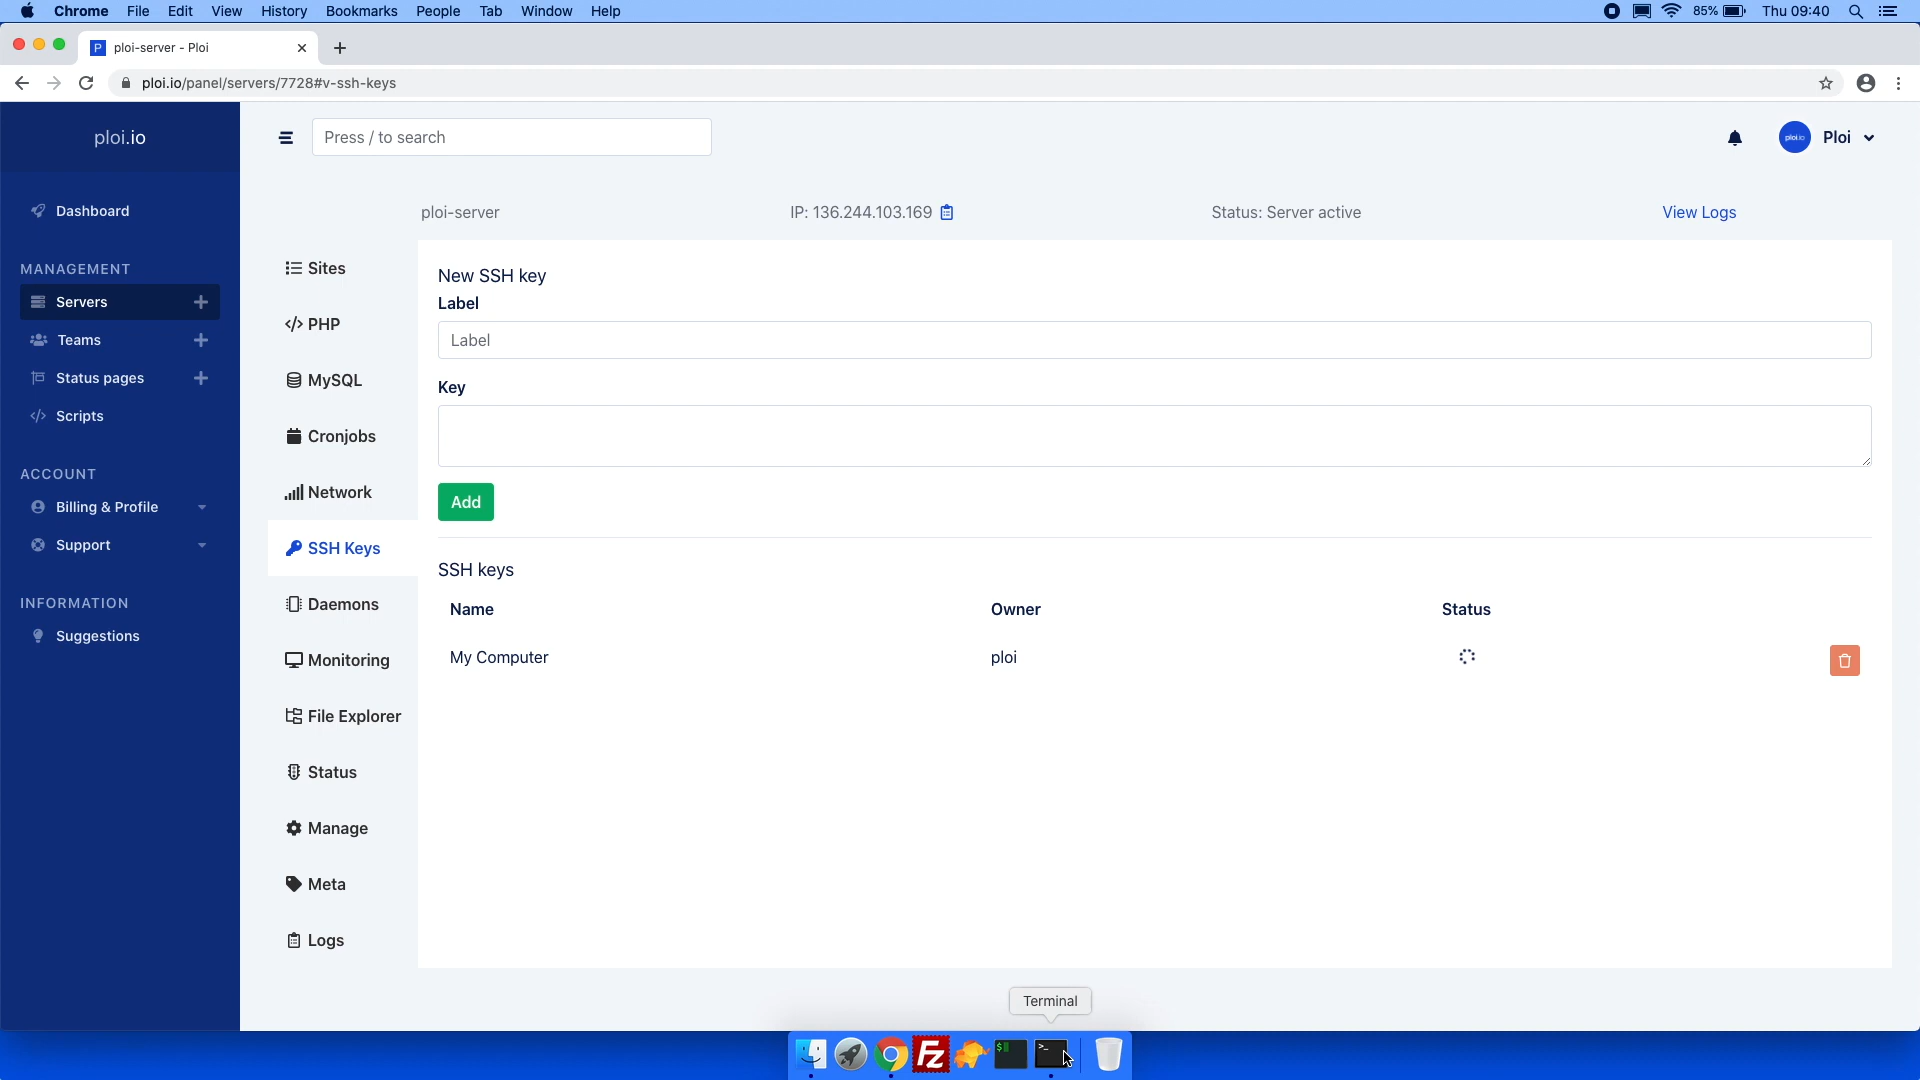 Chrome File Edit View History Bookmarks People Tab Window Help 85% Thu 09:40
P ploi-server - Ploi
ploi.io/panel/servers/7728#v-ssh-keys
ploi.io
Press / to search
ploi.io Ploi
ploi-server IP: 136.244.103.169 Status: Server active View Logs
Dashboard
MANAGEMENT
Servers
Teams
Status pages
Scripts
ACCOUNT
Billing & Profile
Support
INFORMATION
Suggestions
Sites
PHP
MySQL
Cronjobs
Network
SSH Keys
Daemons
Monitoring
File Explorer
Status
Manage
Meta
Logs
New SSH key
Label
Label
Key
Add
SSH keys
Name Owner Status
My Computer ploi
Terminal
FZ $ >_